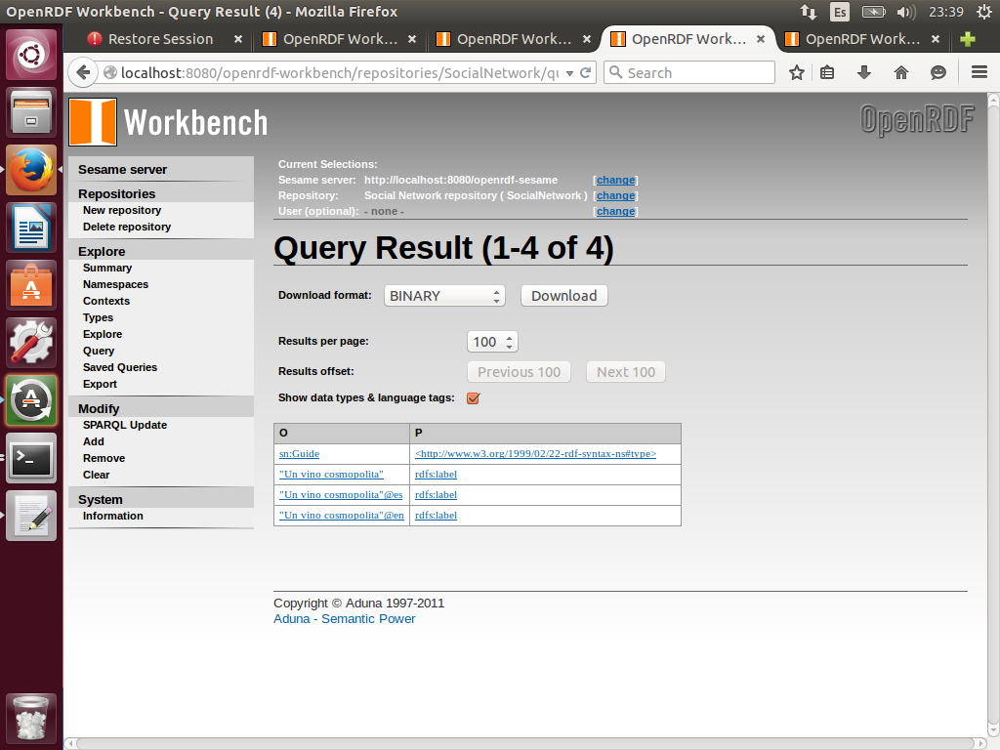 OpenRDF Workbench - Query Result (4) - Mozilla Firefox
Es
23:39
Restore Session
OpenRDF Work...
OpenRDF Work...
OpenRDF Work...
OpenRDF Work...
localhost:8080/openrdf-workbench/repositories/SocialNetwork/qu
Search
Workbench
OpenRDF
Sesame server
Repositories
New repository
Delete repository
Explore
Summary
Namespaces
Contexts
Types
Explore
Query
Saved Queries
Export
Modify
SPARQL Update
Add
Remove
Clear
System
Information
Current Selections:
Sesame server: http://localhost:8080/openrdf-sesame [change]
Repository: Social Network repository ( SocialNetwork ) [change]
User (optional): - none - [change]
Query Result (1-4 of 4)
Download format: BINARY Download
Results per page: 100
Results offset: Previous 100 Next 100
Show data types & language tags:
O P
sn:Guide <http://www.w3.org/1999/02/22-rdf-syntax-ns#type>
"Un vino cosmopolita" rdfs:label
"Un vino cosmopolita"@es rdfs:label
"Un vino cosmopolita"@en rdfs:label
Copyright © Aduna 1997-2011
Aduna - Semantic Power